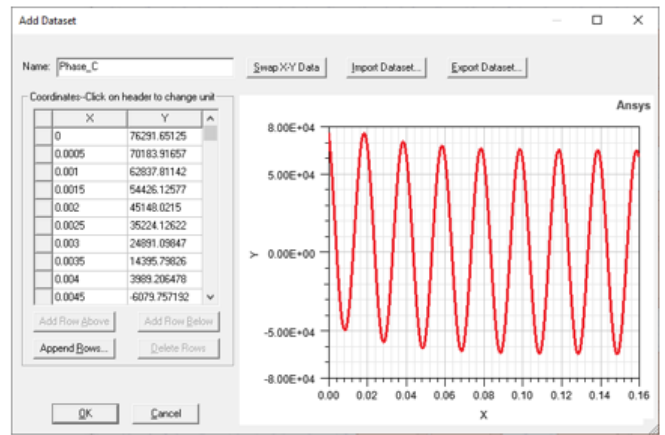 Add Dataset
Name: Phase_C
Swap X-Y Data
Import Dataset...
Export Dataset...
Coordinates--Click on header to change unit
X Y
0 76291.65125
0.0005 70183.91657
0.001 62837.81142
0.0015 54426.12577
0.002 45148.0215
0.0025 35224.12622
0.003 24891.09847
0.0035 14395.79826
0.004 3989.206478
0.0045 -6079.757192
Add Row Above
Add Row Below
Append Rows...
Delete Rows
OK
Cancel
Ansys
8.00E+04
5.00E+04
Y 0.00E+00
-5.00E+04
-8.00E+04
0.00 0.02 0.04 0.06 0.08 0.10 0.12 0.14 0.16
X